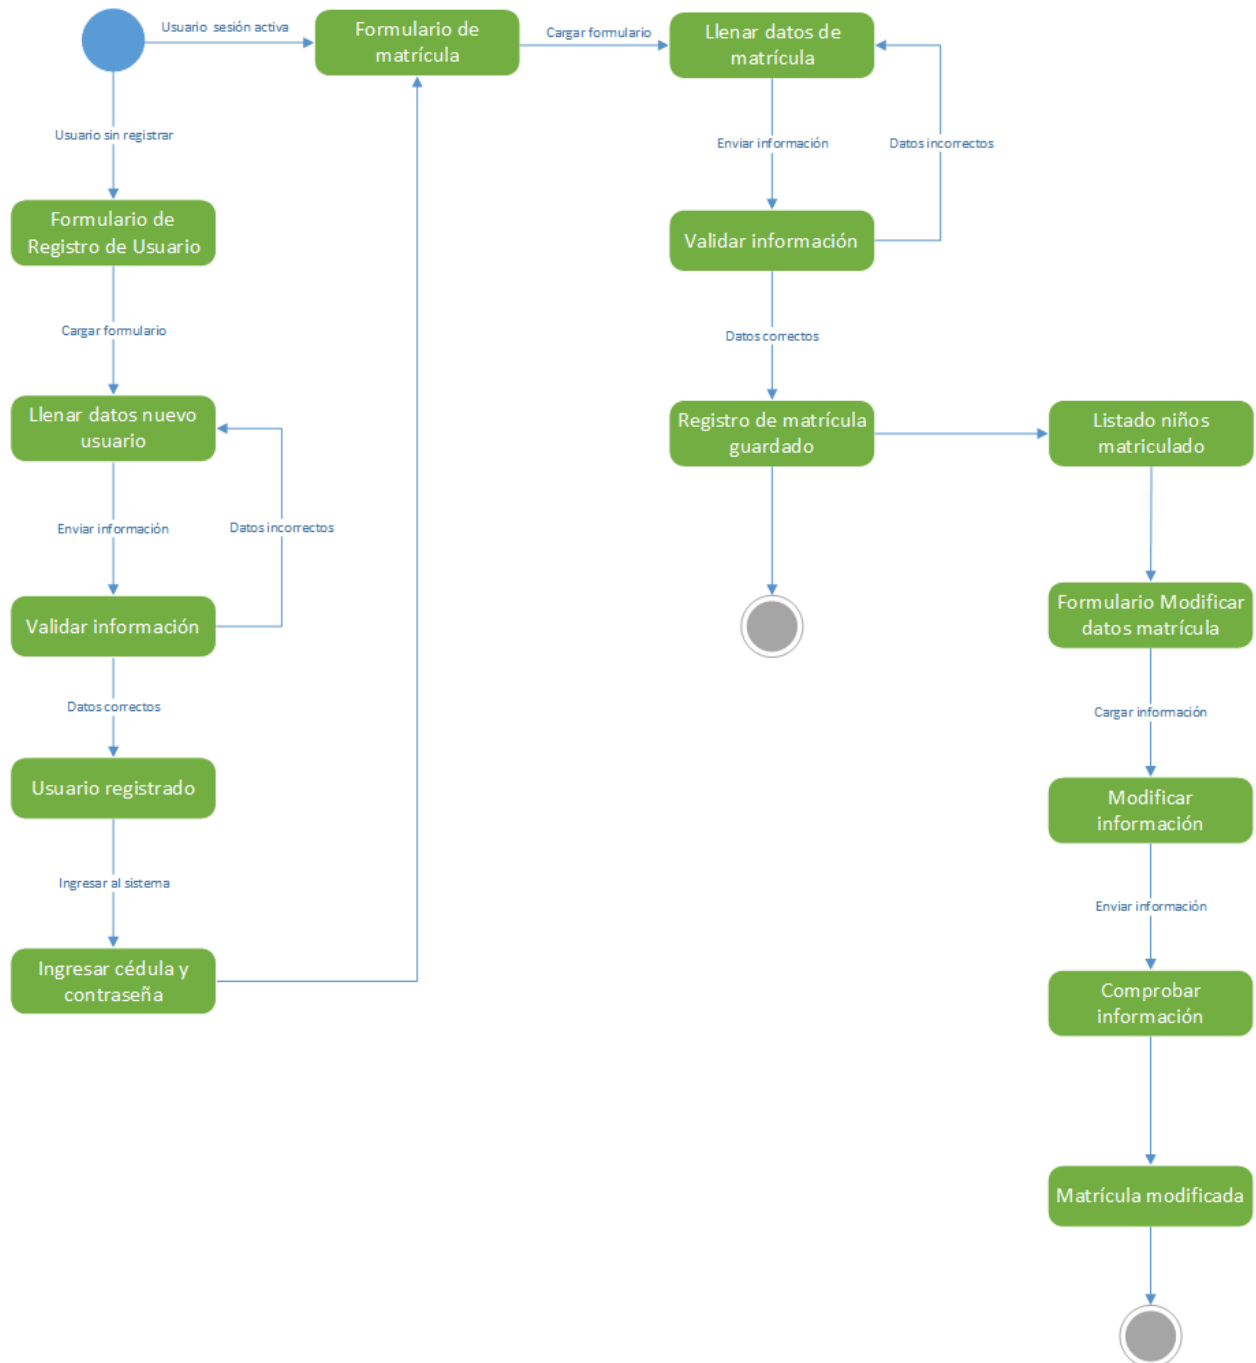 Usuario sesión activa
Formulario de
matrícula
Cargar formulario
Llenar datos de
matrícula
Usuario sin registrar
Enviar información
Datos incorrectos
Formulario de
Registro de Usuario
Validar información
Cargar formulario
Datos correctos
Llenar datos nuevo
usuario
Registro de matrícula
guardado
Listado niños
matriculado
Enviar información
Datos incorrectos
Validar información
Formulario Modificar
datos matrícula
Datos correctos
Cargar información
Usuario registrado
Modificar
información
Ingresar al sistema
Enviar información
Ingresar cédula y
contraseña
Comprobar
información
Matrícula modificada